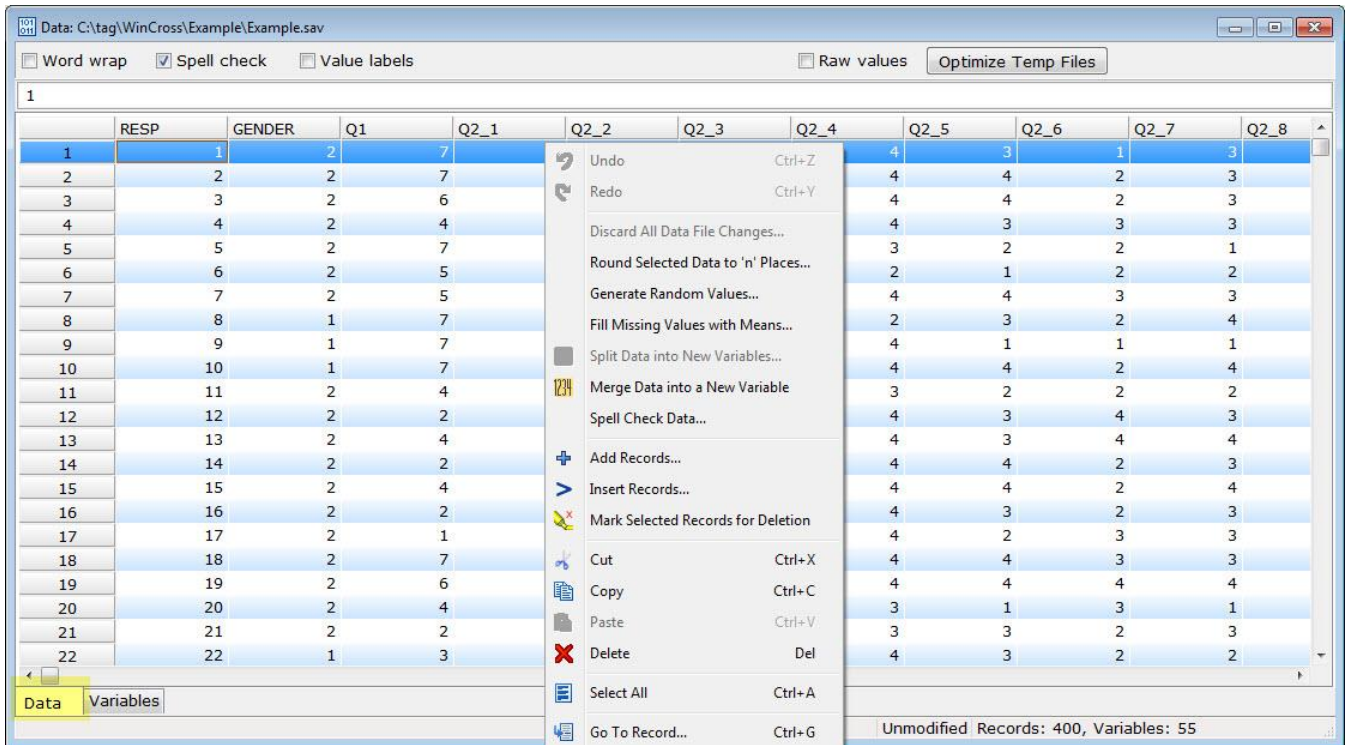 Data: C:\tag\WinCross\Example\Example.sav
Word wrap Spell check Value labels Raw values Optimize Temp Files
1
RESP GENDER Q1 Q2_1 Q2_2 Q2_3 Q2_4 Q2_5 Q2_6 Q2_7 Q2_8
1 1 2 7 4 3 1 3
2 2 2 7 4 4 2 3
3 3 2 6 4 4 2 3
4 4 2 4 4 3 3 3
5 5 2 7 3 2 2 1
6 6 2 5 2 1 2 2
7 7 2 5 4 4 3 3
8 8 1 7 2 3 2 4
9 9 1 7 4 1 1 1
10 10 1 7 4 4 2 4
11 11 2 4 3 2 2 2
12 12 2 2 4 3 4 3
13 13 2 4 4 3 4 4
14 14 2 2 4 4 2 3
15 15 2 4 4 4 2 4
16 16 2 2 4 3 2 3
17 17 2 1 4 2 3 3
18 18 2 7 4 4 3 3
19 19 2 6 4 4 4 4
20 20 2 4 3 1 3 1
21 21 2 2 3 3 2 3
22 22 1 3 4 3 2 2
Undo Ctrl+Z
Redo Ctrl+Y
Discard All Data File Changes...
Round Selected Data to 'n' Places...
Generate Random Values...
Fill Missing Values with Means...
Split Data into New Variables...
1234 Merge Data into a New Variable
Spell Check Data...
Add Records...
Insert Records...
Mark Selected Records for Deletion
Cut Ctrl+X
Copy Ctrl+C
Paste Ctrl+V
Delete Del
Select All Ctrl+A
Go To Record... Ctrl+G
Data Variables
Unmodified Records: 400, Variables: 55